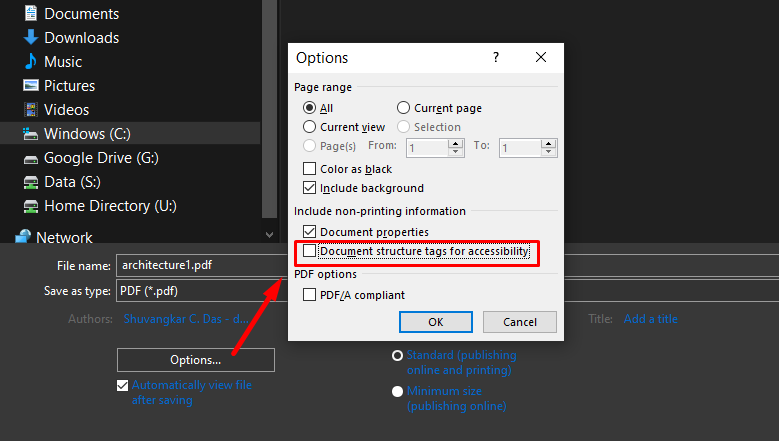 Documents
Downloads
Music
Pictures
Videos
Windows (C:)
Google Drive (G:)
Data (S:)
Home Directory (U:)
Network
File name: architecture1.pdf
Save as type: PDF (*.pdf)
Authors: Shuvangkar C. Das - d...
Title: Add a title
Options...
Automatically view file
after saving
Standard (publishing
online and printing)
Minimum size
(publishing online)
Options
?
Page range
All
Current page
Current view
Selection
Page(s) From: 1 To: 1
Color as black
Include background
Include non-printing information
Document properties
Document structure tags for accessibility
PDF options
PDF/A compliant
OK
Cancel